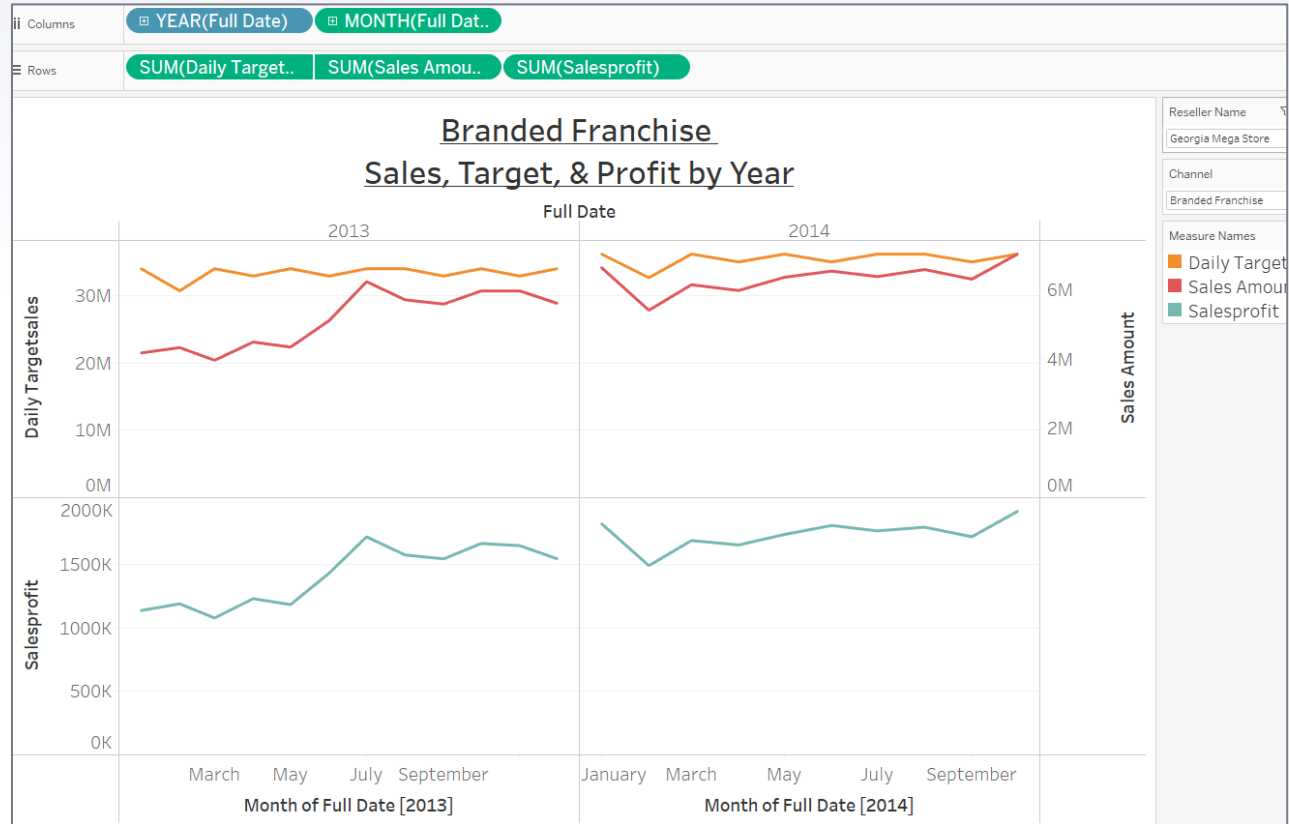 Columns
YEAR(Full Date)
MONTH(Full Dat..
Rows
SUM(Daily Target..
SUM(Sales Amou..
SUM(Salesprofit)
Branded Franchise
Sales, Target, & Profit by Year
Full Date
2013
2014
Daily Targetsales
30M
20M
10M
0M
6M
4M
2M
0M
Sales Amount
Salesprofit
2000K
1500K
1000K
500K
0K
March May July September
January March May July September
Month of Full Date [2013]
Month of Full Date [2014]
Reseller Name
Georgia Mega Store
Channel
Branded Franchise
Measure Names
Daily Target
Sales Amou
Salesprofit